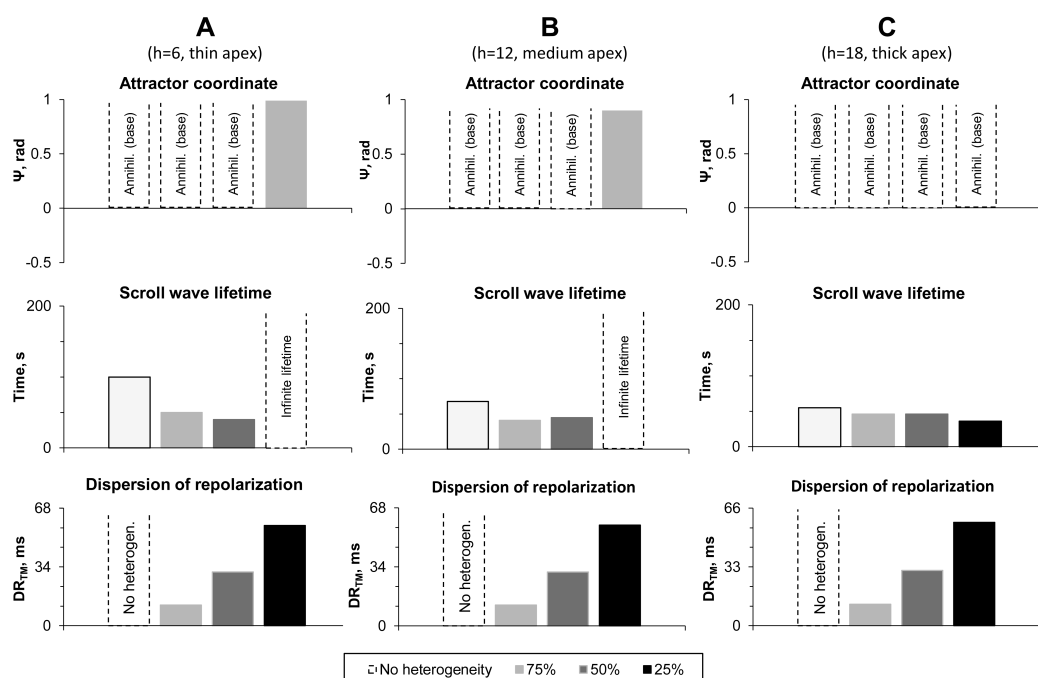 A
(h=6, thin apex)
Attractor coordinate
Ψ, rad
1
0.5
0
-0.5
Annihil. (base)
Annihil. (base)
Annihil. (base)
Scroll wave lifetime
Time, s
200
0
Infinite lifetime
Dispersion of repolarization
DR_TM, ms
68
34
0
No heterogen.
B
(h=12, medium apex)
Attractor coordinate
Ψ, rad
1
0.5
0
-0.5
Annihil. (base)
Annihil. (base)
Annihil. (base)
Scroll wave lifetime
Time, s
200
0
Infinite lifetime
Dispersion of repolarization
DR_TM, ms
68
34
0
No heterogen.
C
(h=18, thick apex)
Attractor coordinate
Ψ, rad
1
0.5
0
-0.5
Annihil. (base)
Annihil. (base)
Annihil. (base)
Annihil. (base)
Scroll wave lifetime
Time, s
200
0
Dispersion of repolarization
DR_TM, ms
66
33
0
No heterogen.
No heterogeneity 75% 50% 25%